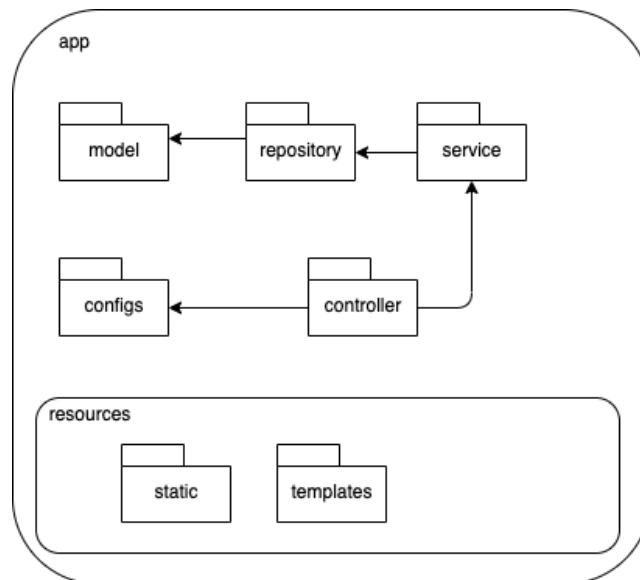 app
model
repository
service
configs
controller
resources
static
templates